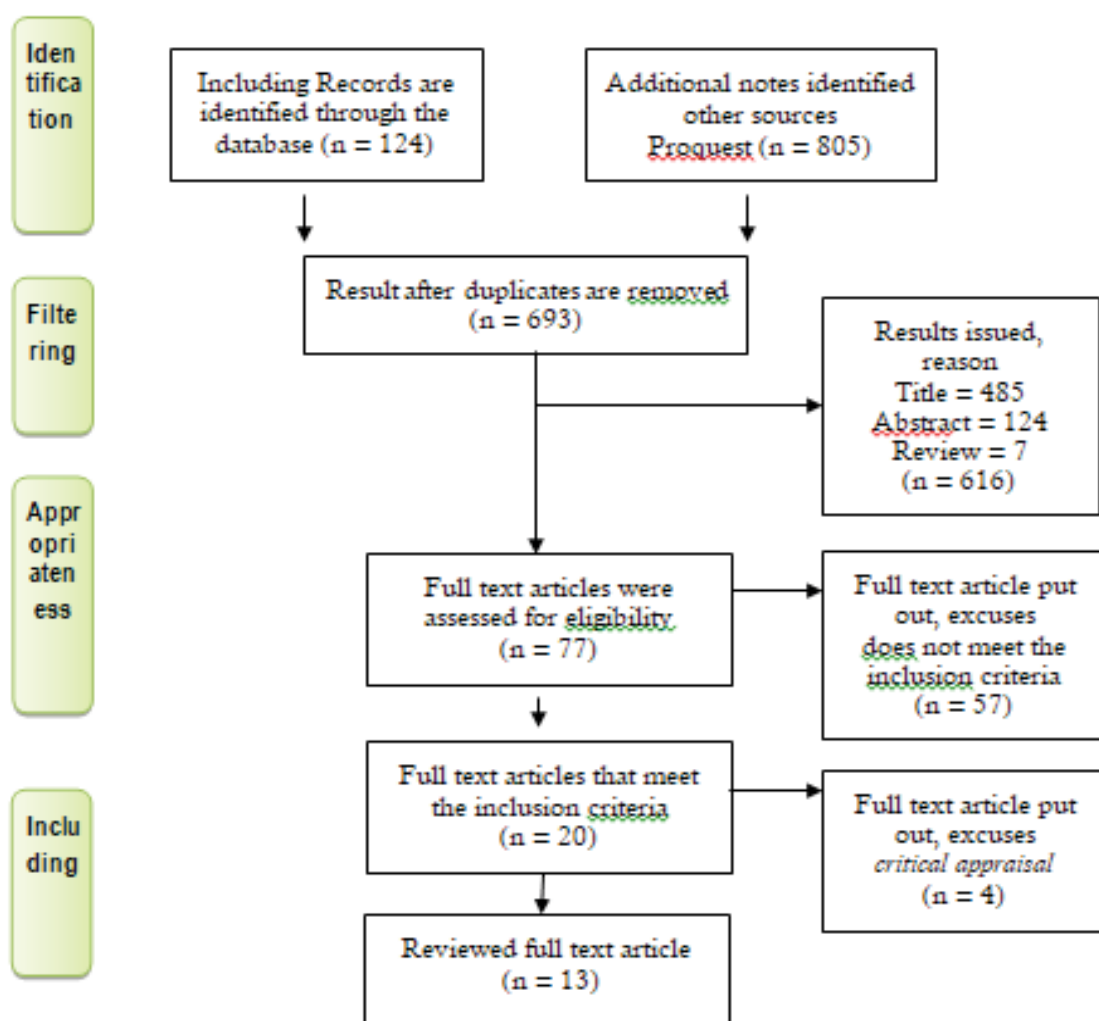 Iden
tifica
tion
Including Records are
identified through the
database (n = 124)
Additional notes identified
other sources
Proquest (n = 805)
Filte
ring
Result after duplicates are removed
(n = 693)
Results issued,
reason
Title = 485
Abstract = 124
Review = 7
(n = 616)
Appr
opri
aten
ess
Full text articles were
assessed for eligibility
(n = 77)
Full text article put
out, excuses
does not meet the
inclusion criteria
(n = 57)
Inclu
ding
Full text articles that meet
the inclusion criteria
(n = 20)
Full text article put
out, excuses
critical appraisal
(n = 4)
Reviewed full text article
(n = 13)